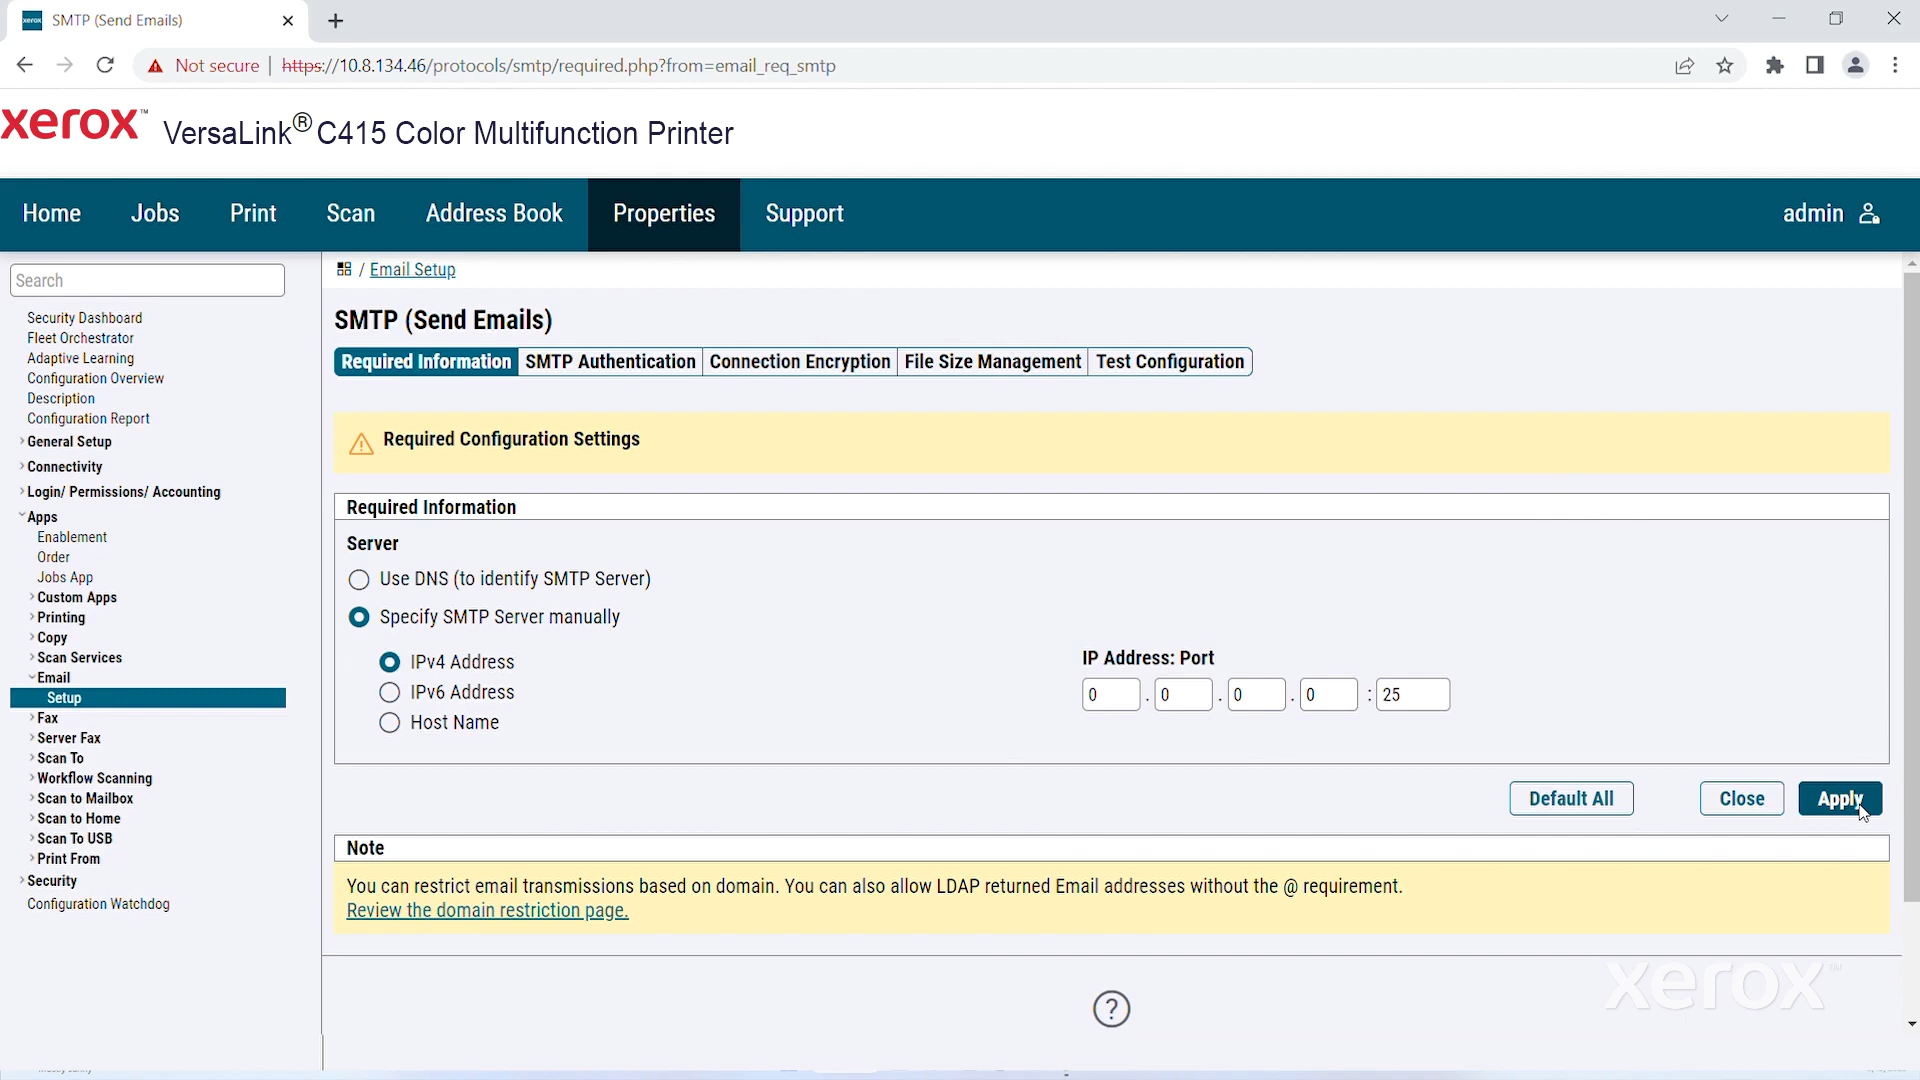 xerox SMTP (Send Emails)
Not secure | https://10.8.134.46/protocols/smtp/required.php?from=email_req_smtp
xerox™ VersaLink® C415 Color Multifunction Printer
Home Jobs Print Scan Address Book Properties Support admin
Search
Security Dashboard
Fleet Orchestrator
Adaptive Learning
Configuration Overview
Description
Configuration Report
General Setup
Connectivity
Login/ Permissions/ Accounting
Apps
Enablement
Order
Jobs App
Custom Apps
Printing
Copy
Scan Services
Email
Setup
Fax
Server Fax
Scan To
Workflow Scanning
Scan to Mailbox
Scan to Home
Scan To USB
Print From
Security
Configuration Watchdog
/ Email Setup
SMTP (Send Emails)
Required Information SMTP Authentication Connection Encryption File Size Management Test Configuration
Required Configuration Settings
Required Information
Server
Use DNS (to identify SMTP Server)
Specify SMTP Server manually
IPv4 Address
IPv6 Address
Host Name
IP Address: Port
0 . 0 . 0 . 0 : 25
Default All Close Apply
Note
You can restrict email transmissions based on domain. You can also allow LDAP returned Email addresses without the @ requirement.
Review the domain restriction page.
xerox™
?